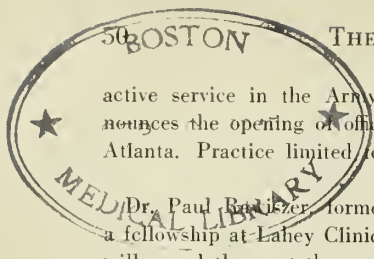 50 THE
BOSTON
MEDICAL LIBRARY
active service in the Army
nounces the opening of offi
Atlanta. Practice limited
Dr. Paul forme
a fellowship at Lahey Clinic